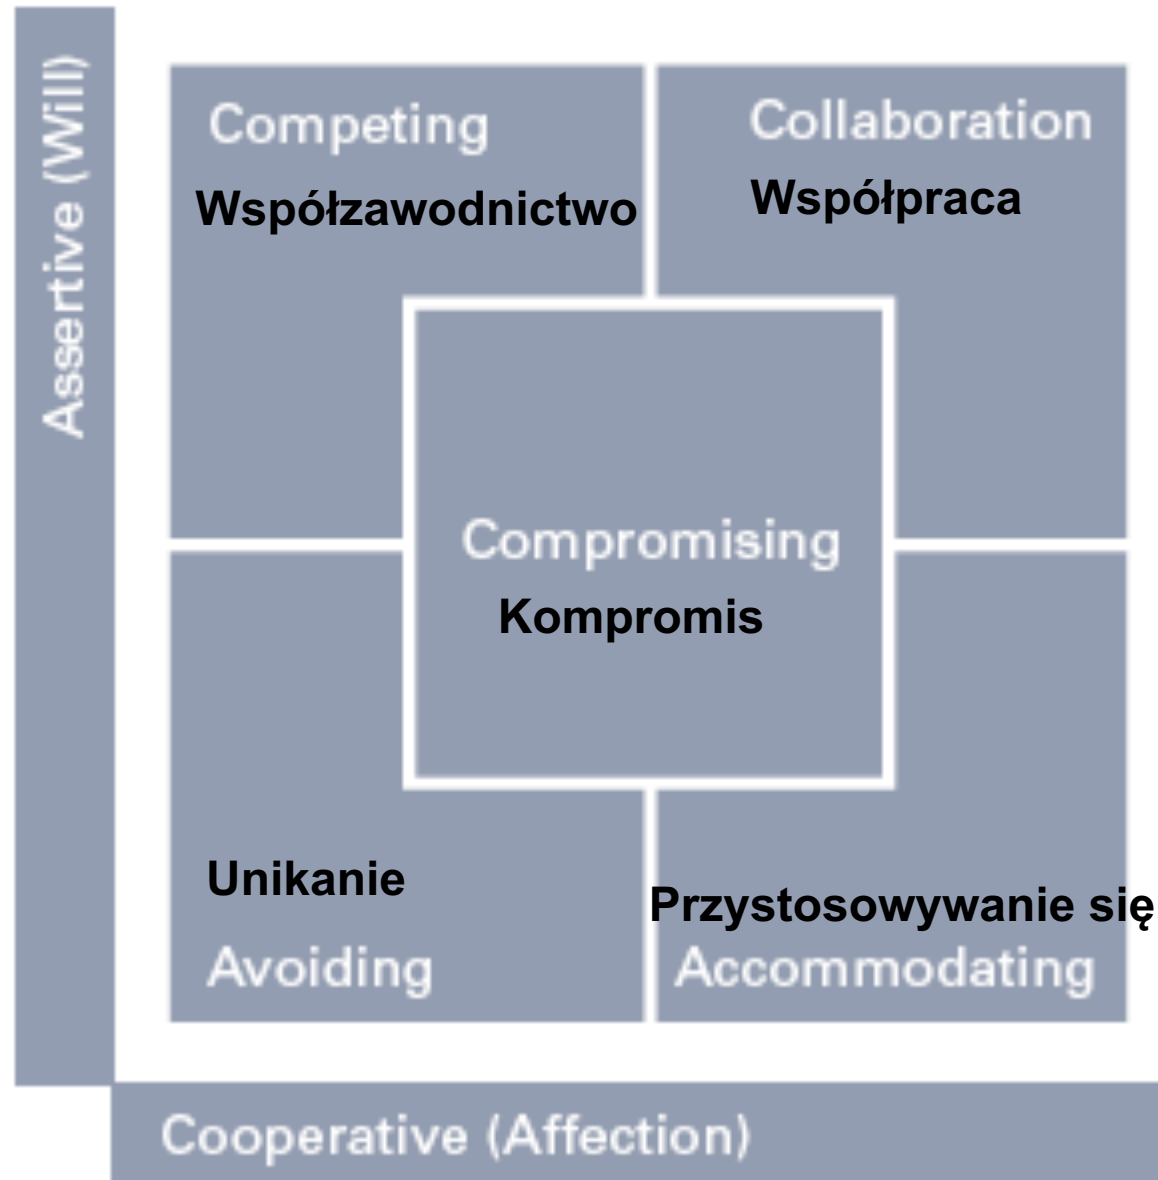 Assertive (Will)
Competing
Współzawodnictwo
Collaboration
Współpraca
Compromising
Kompromis
Unikanie
Avoiding
Przystosowywanie się
Accommodating
Cooperative (Affection)